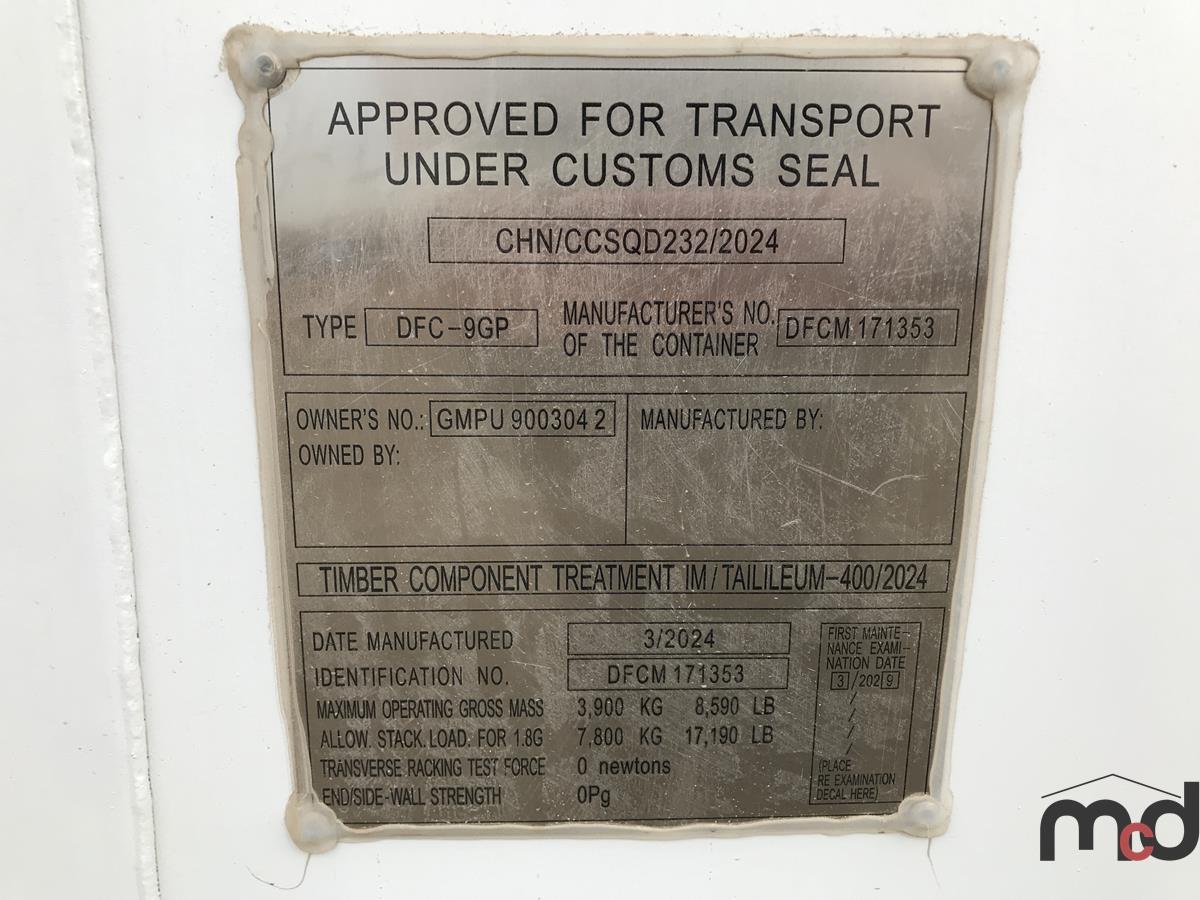 APPROVED FOR TRANSPORT
UNDER CUSTOMS SEAL
CHN/CCSQD232/2024
TYPE DFC-9GP MANUFACTURER'S NO. OF THE CONTAINER DFCM 171353
OWNER'S NO.: GMPU 900304 2
OWNED BY:
MANUFACTURED BY:
TIMBER COMPONENT TREATMENT IM/TAILILEUM-400/2024
DATE MANUFACTURED 3/2024
IDENTIFICATION NO. DFCM 171353
MAXIMUM OPERATING GROSS MASS 3,900 KG 8,590 LB
ALLOW. STACK. LOAD. FOR 1.8G 7,800 KG 17,190 LB
TRANSVERSE RACKING TEST FORCE 0 newtons
END/SIDE-WALL STRENGTH 0Pg
FIRST MAINTE-
NANCE EXAMI-
NATION DATE
3/2029
/
/
/
(PLACE
RE EXAMINATION
DECAL HERE)
mcd